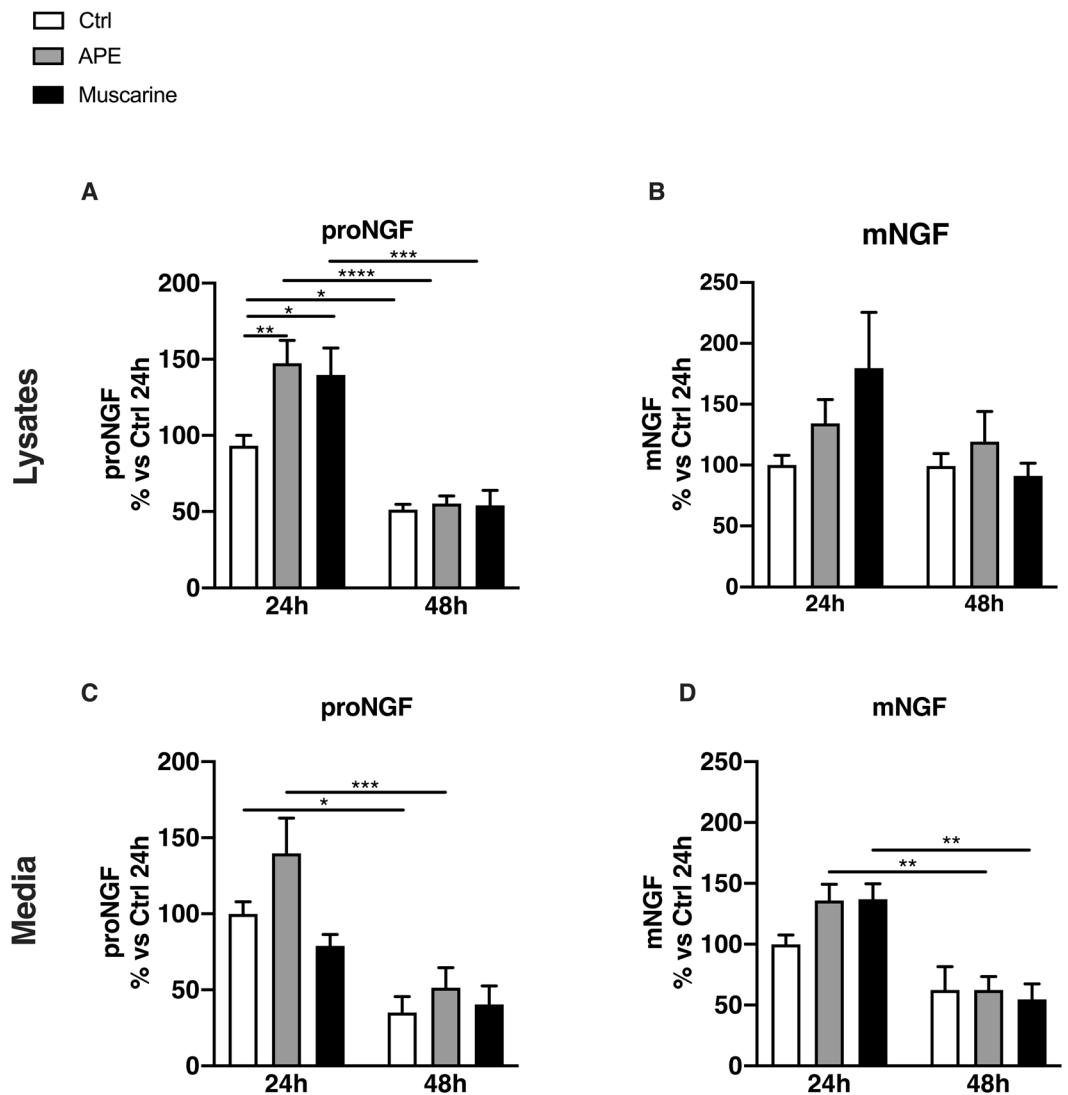 Ctrl
APE
Muscarine
Lysates
A
proNGF
proNGF
% vs Ctrl 24h
200
150
100
50
0
***
****
*
*
**
24h
48h
B
mNGF
mNGF
% vs Ctrl 24h
250
200
150
100
50
0
24h
48h
Media
C
proNGF
proNGF
% vs Ctrl 24h
200
150
100
50
0
***
*
24h
48h
D
mNGF
mNGF
% vs Ctrl 24h
250
200
150
100
50
0
**
**
24h
48h